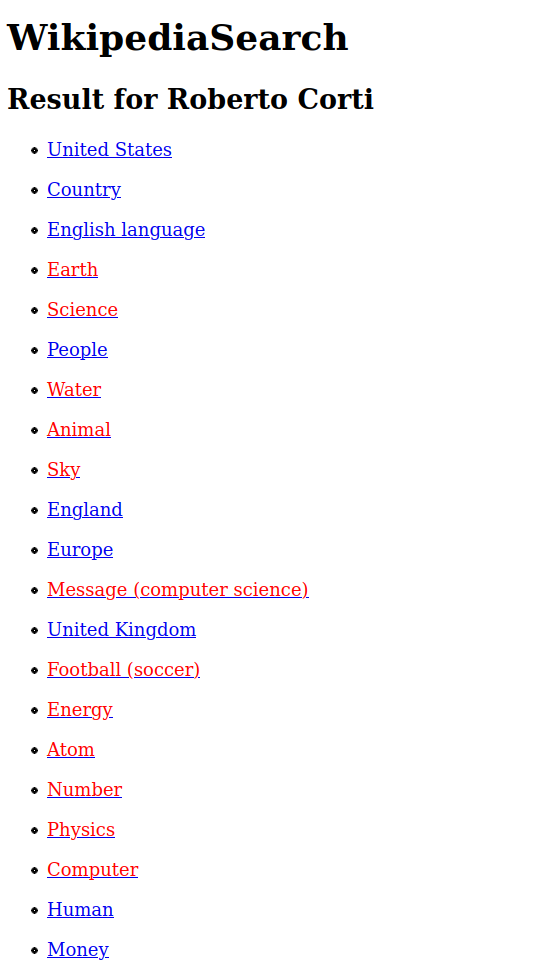 WikipediaSearch
Result for Roberto Corti
United States
Country
English language
Earth
Science
People
Water
Animal
Sky
England
Europe
Message (computer science)
United Kingdom
Football (soccer)
Energy
Atom
Number
Physics
Computer
Human
Money